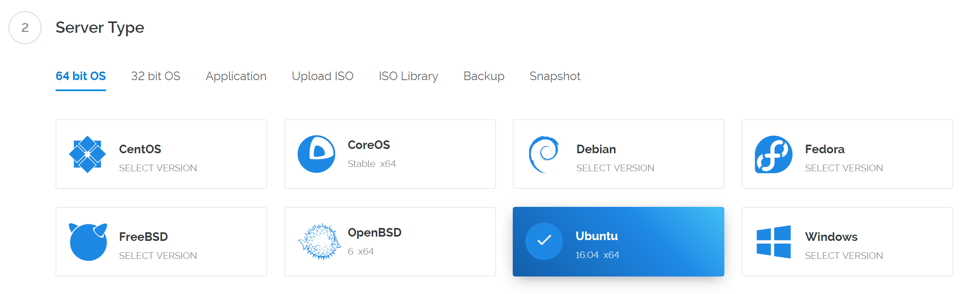 2 Server Type
64 bit OS 32 bit OS Application Upload ISO ISO Library Backup Snapshot
CentOS
SELECT VERSION
CoreOS
Stable x64
Debian
SELECT VERSION
Fedora
SELECT VERSION
FreeBSD
SELECT VERSION
OpenBSD
6 x64
Ubuntu
16.04 x64
Windows
SELECT VERSION